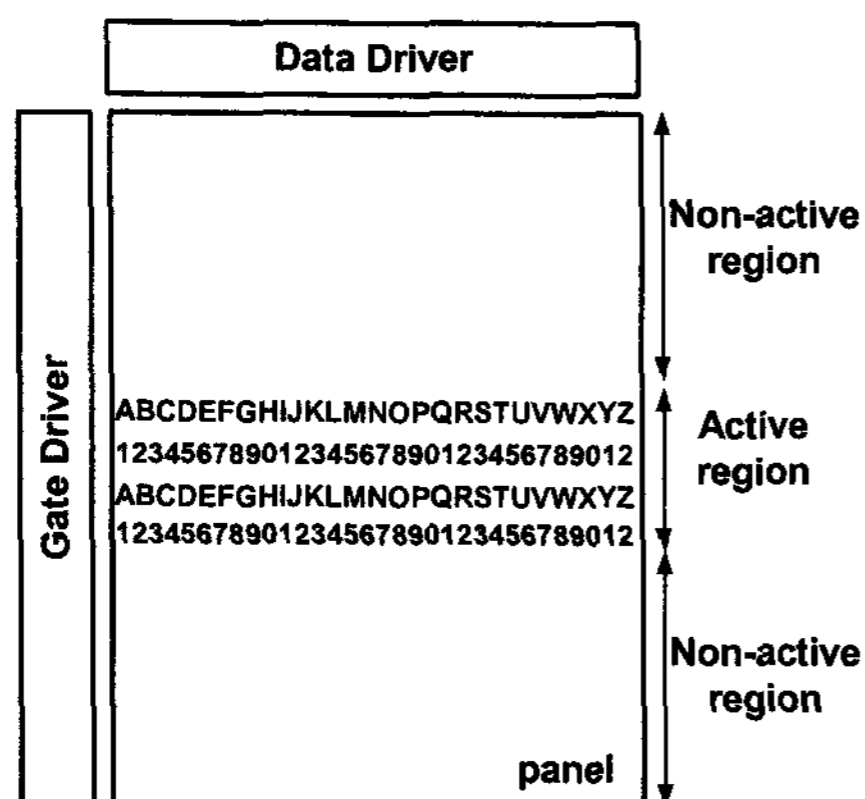 Data Driver
Gate Driver
Non-active
region
ABCDEFGHIJKLMNOPQRSTUVWXYZ
12345678901234567890123456789012
ABCDEFGHIJKLMNOPQRSTUVWXYZ
12345678901234567890123456789012
Active
region
Non-active
region
panel